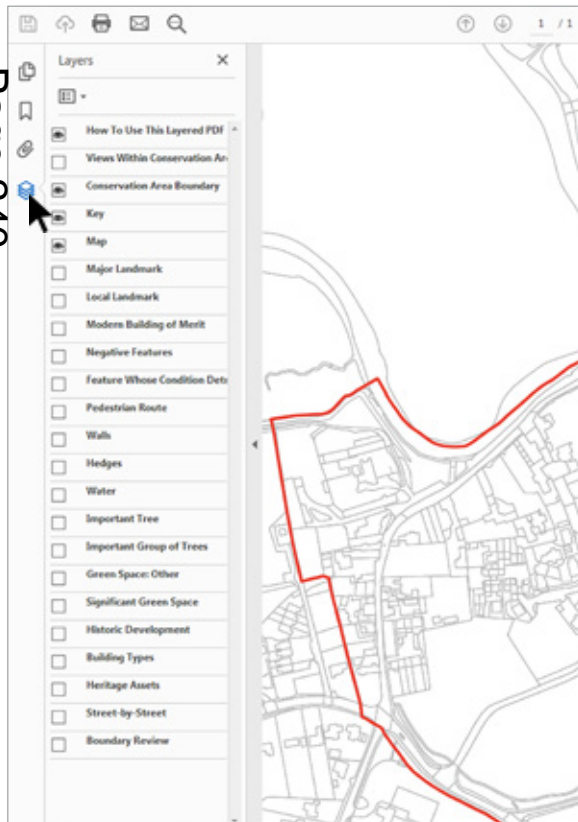 1 / 1
Layers
How To Use This Layered PDF
Views Within Conservation Ar
Conservation Area Boundary
Key
Map
Major Landmark
Local Landmark
Modern Building of Merit
Negative Features
Feature Whose Condition Detr
Pedestrian Route
Walls
Hedges
Water
Important Tree
Important Group of Trees
Green Space: Other
Significant Green Space
Historic Development
Building Types
Heritage Assets
Street-by-Street
Boundary Review